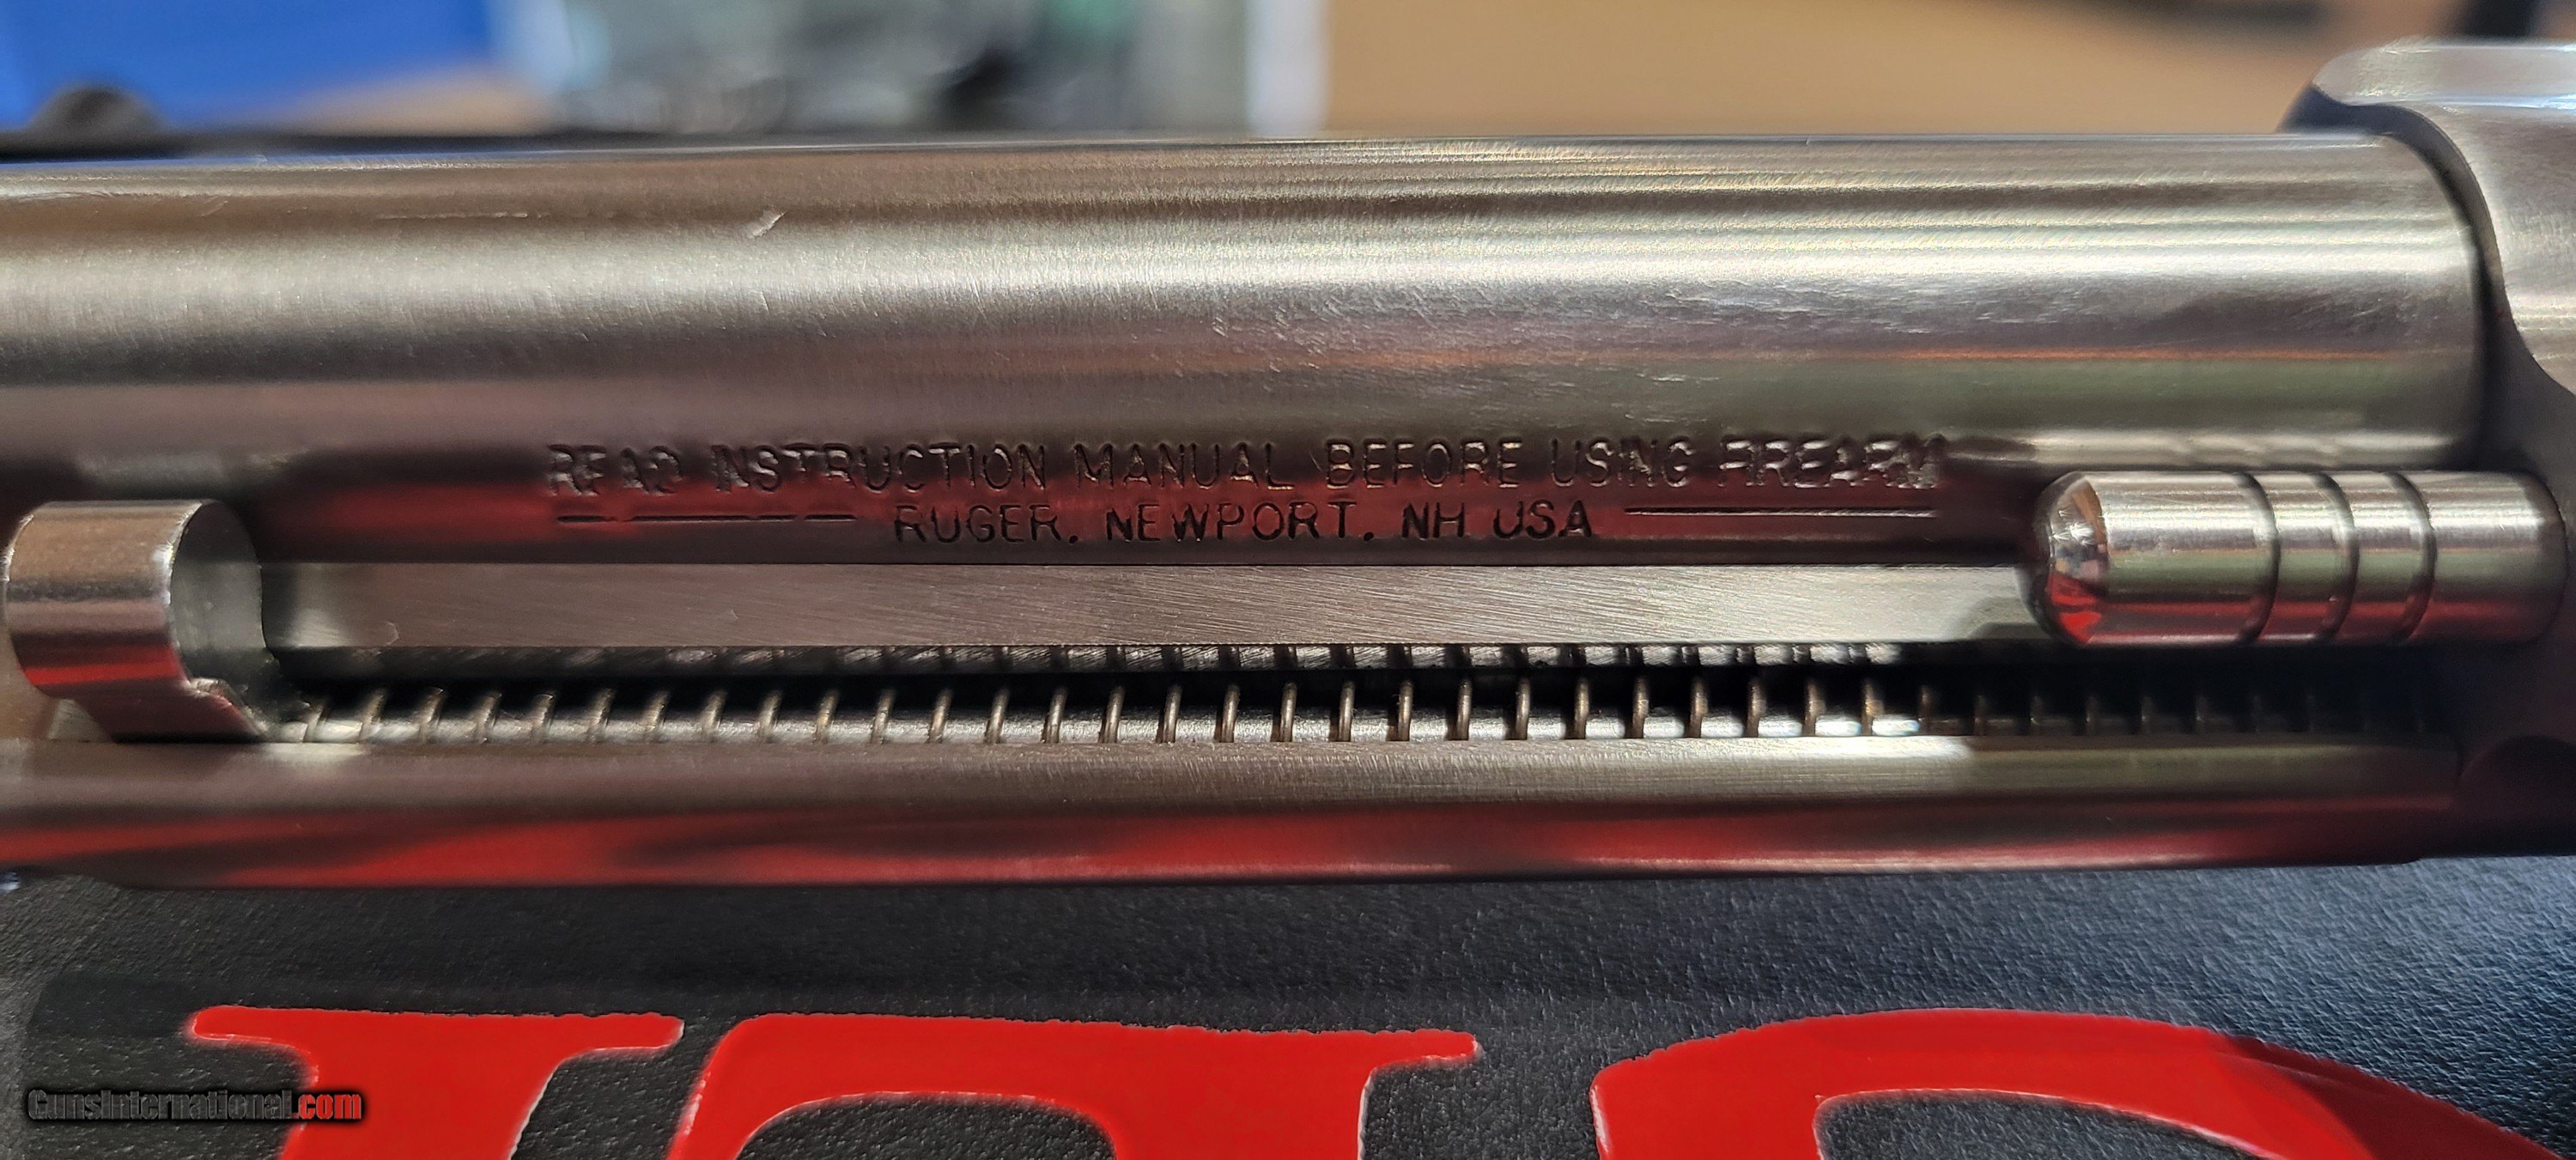 READ INSTRUCTION MANUAL BEFORE USING FIREARM
RUGER, NEWPORT, NH USA
GunsInternational.com